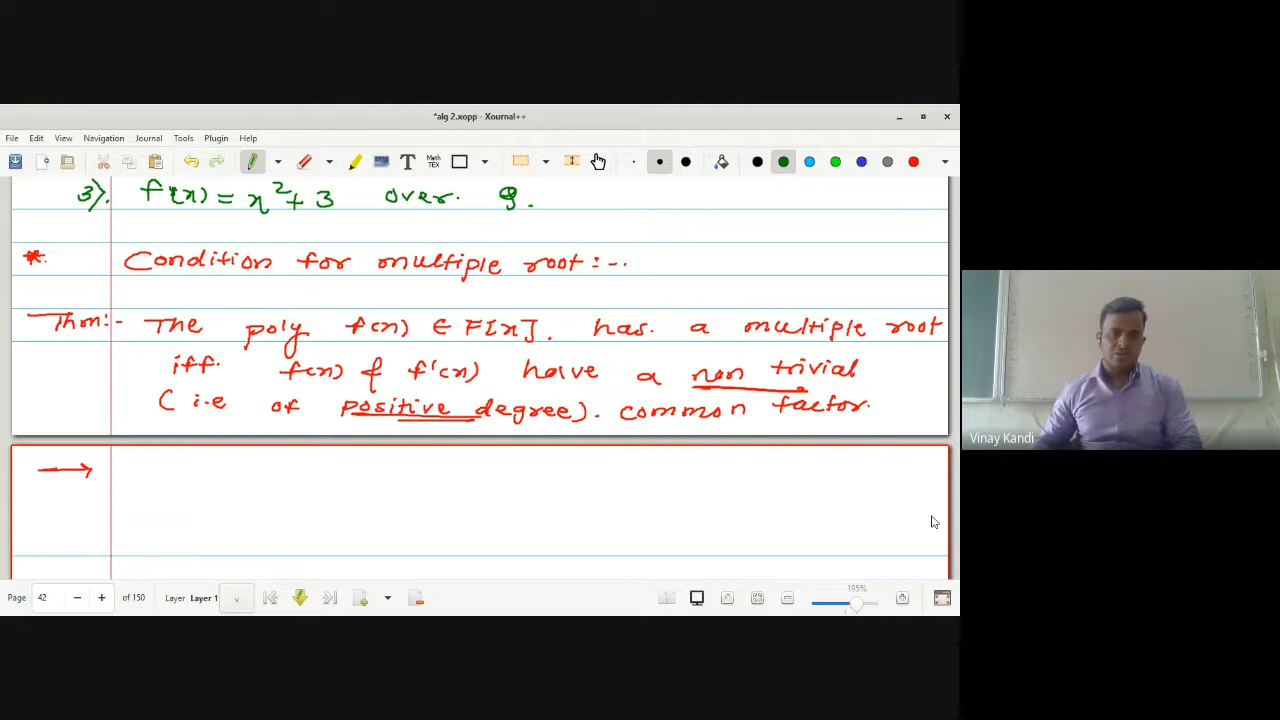 *alg 2.xopp - Xournal++
File Edit View Navigation Journal Tools Plugin Help
3). f(x) = x²+ 3 over. Q.
*. Condition for multiple root :-.
Thm:- The poly f(x) ∈ F[x]. has a multiple root
iff. f(x) & f'(x) have a non trivial
( i.e of positive degree). common factor.
→
Vinay Kandi
Page 42 of 150 Layer Layer 1 195%